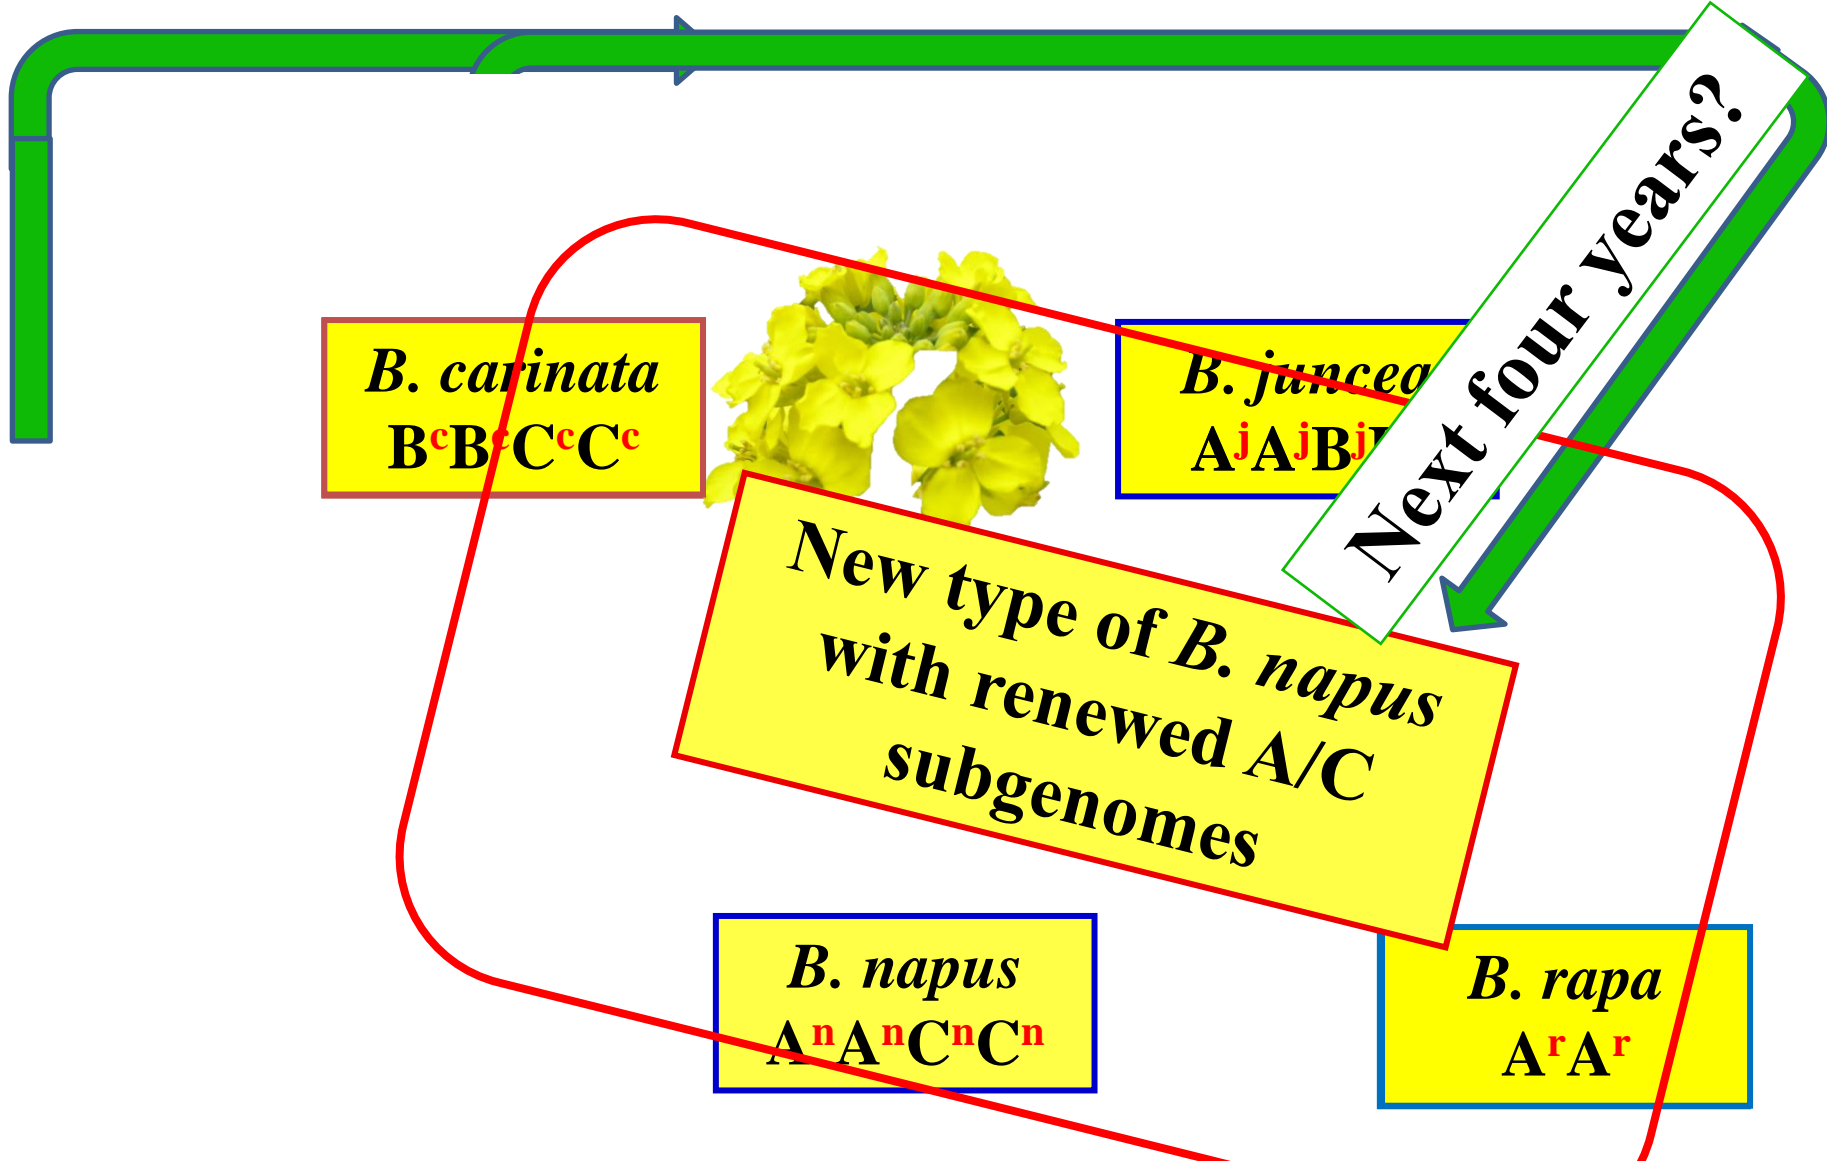 Next four years?
B. carinata
BᶜBᶜCᶜCᶜ
B. juncea
AʲAʲBʲ
New type of B. napus
with renewed A/C
subgenomes
B. napus
AⁿAⁿCⁿCⁿ
B. rapa
AʳAʳ